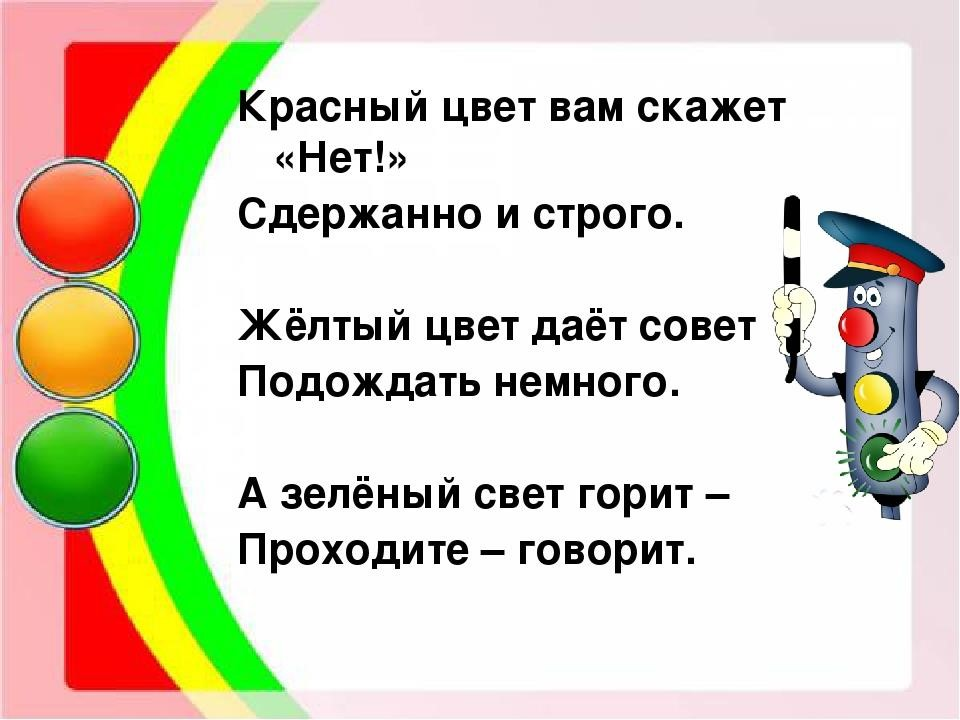 Красный цвет вам скажет
«Нет!»
Сдержанно и строго.
Жёлтый цвет даёт совет
Подождать немного.
А зелёный свет горит –
Проходите – говорит.